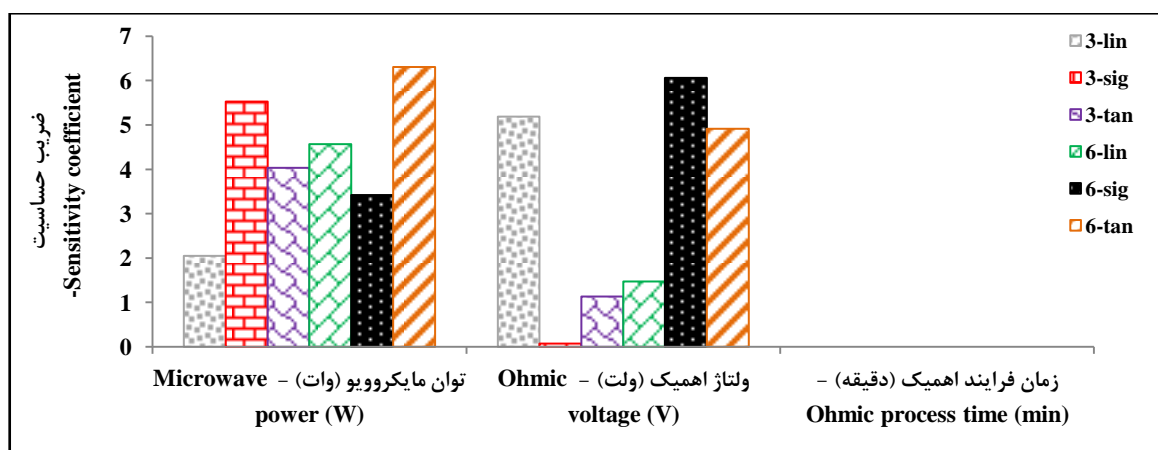 7
6
5
4
3
2
1
0
ضریب حساسیت
-Sensitivity coefficient
3-lin
3-sig
3-tan
6-lin
6-sig
6-tan
توان مایکروویو (وات) - Microwave
power (W)
ولتاژ اهمیک (ولت) - Ohmic
voltage (V)
زمان فرایند اهمیک (دقیقه) -
Ohmic process time (min)